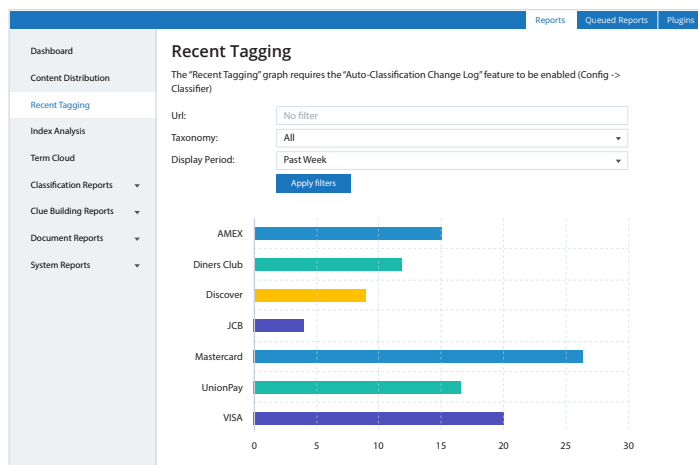 Reports Queued Reports Plugins
Dashboard
Content Distribution
Recent Tagging
Index Analysis
Term Cloud
Classification Reports
Clue Building Reports
Document Reports
System Reports
Recent Tagging
The "Recent Tagging" graph requires the "Auto-Classification Change Log" feature to be enabled (Config ->
Classifier)
Url: No filter
Taxonomy: All
Display Period: Past Week
Apply filters
AMEX
Diners Club
Discover
JCB
Mastercard
UnionPay
VISA
0 5 10 15 20 25 30